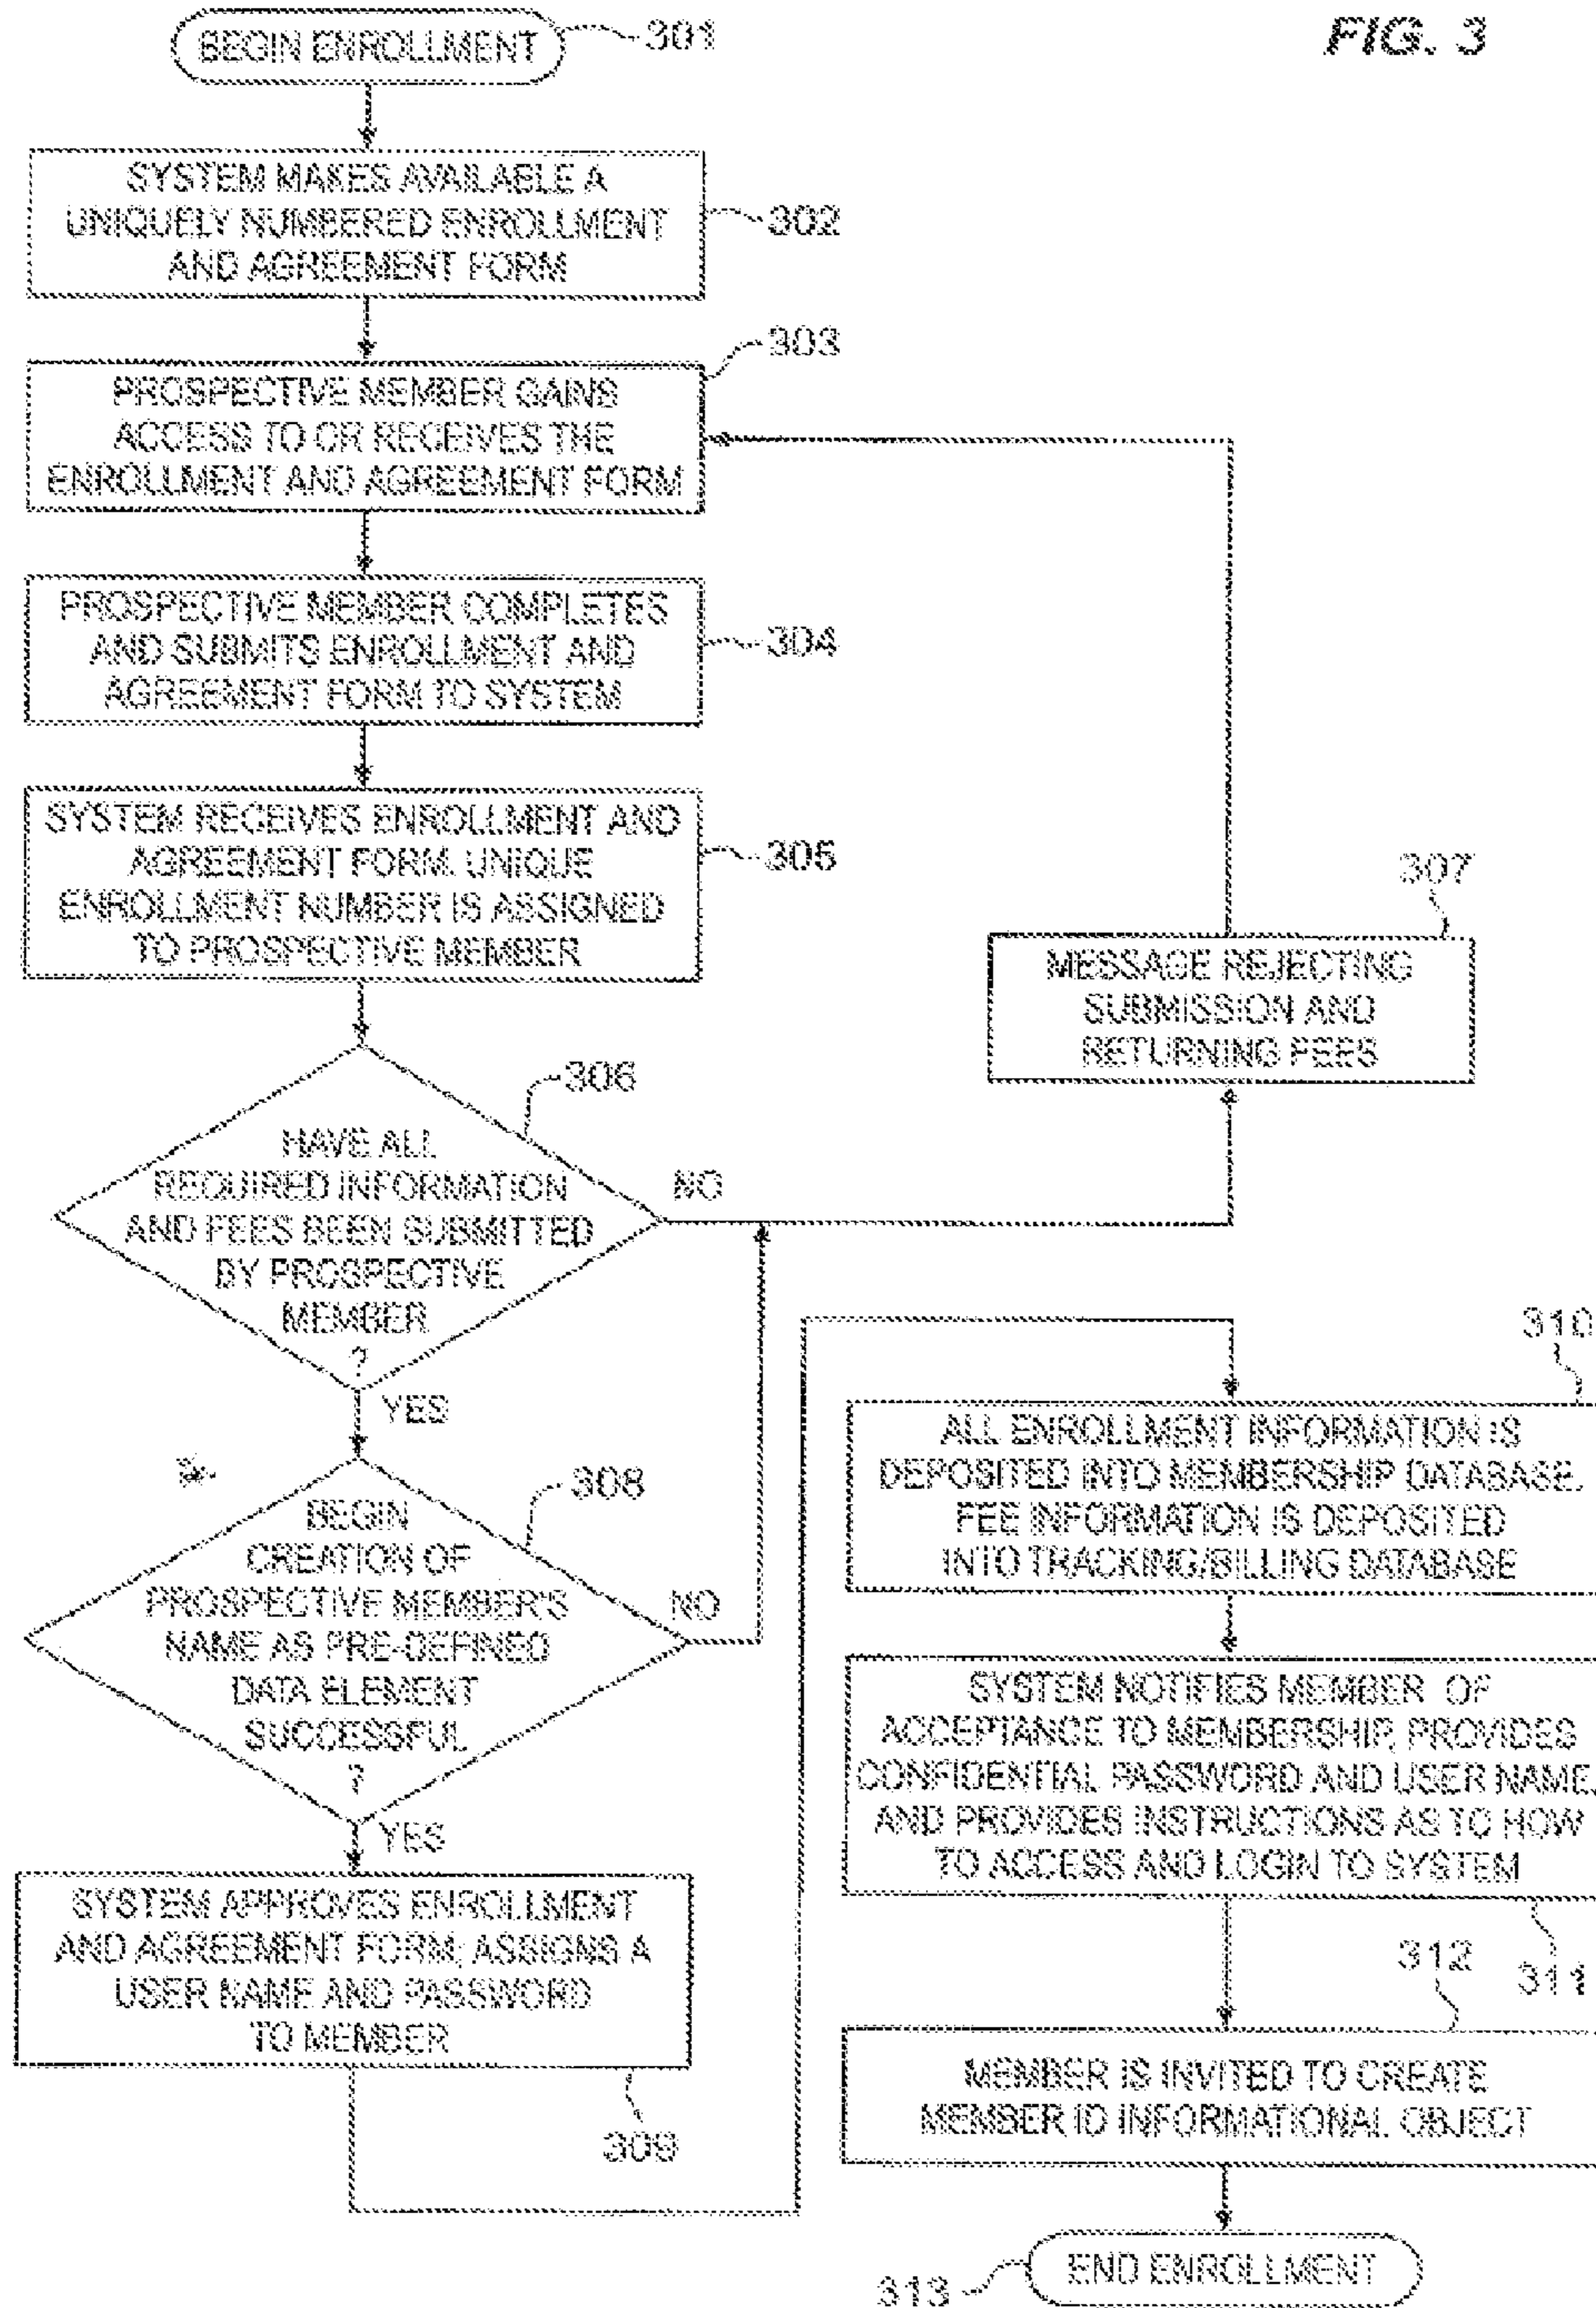 FIG. 3
BEGIN ENROLLMENT
301
SYSTEM MAKES AVAILABLE A
UNIQUELY NUMBERED ENROLLMENT
AND AGREEMENT FORM
302
303
PROSPECTIVE MEMBER GAINS
ACCESS TO OR RECEIVES THE
ENROLLMENT AND AGREEMENT FORM
PROSPECTIVE MEMBER COMPLETES
AND SUBMITS ENROLLMENT AND
AGREEMENT FORM TO SYSTEM
304
SYSTEM RECEIVES ENROLLMENT AND
AGREEMENT FORM. UNIQUE
ENROLLMENT NUMBER IS ASSIGNED
TO PROSPECTIVE MEMBER
305
307
MESSAGE REJECTING
SUBMISSION AND
RETURNING FEES
306
HAVE ALL
REQUIRED INFORMATION
AND FEES BEEN SUBMITTED
BY PROSPECTIVE
MEMBER
?
NO
YES
*
308
BEGIN
CREATION OF
PROSPECTIVE MEMBER'S
NAME AS PRE-DEFINED
DATA ELEMENT
SUCCESSFUL
?
NO
YES
SYSTEM APPROVES ENROLLMENT
AND AGREEMENT FORM; ASSIGNS A
USER NAME AND PASSWORD
TO MEMBER
309
310
ALL ENROLLMENT INFORMATION IS
DEPOSITED INTO MEMBERSHIP DATABASE.
FEE INFORMATION IS DEPOSITED
INTO TRACKING/BILLING DATABASE
SYSTEM NOTIFIES MEMBER OF
ACCEPTANCE TO MEMBERSHIP, PROVIDES
CONFIDENTIAL PASSWORD AND USER NAME,
AND PROVIDES INSTRUCTIONS AS TO HOW
TO ACCESS AND LOGIN TO SYSTEM
311
312
MEMBER IS INVITED TO CREATE
MEMBER ID INFORMATIONAL OBJECT
END ENROLLMENT
313